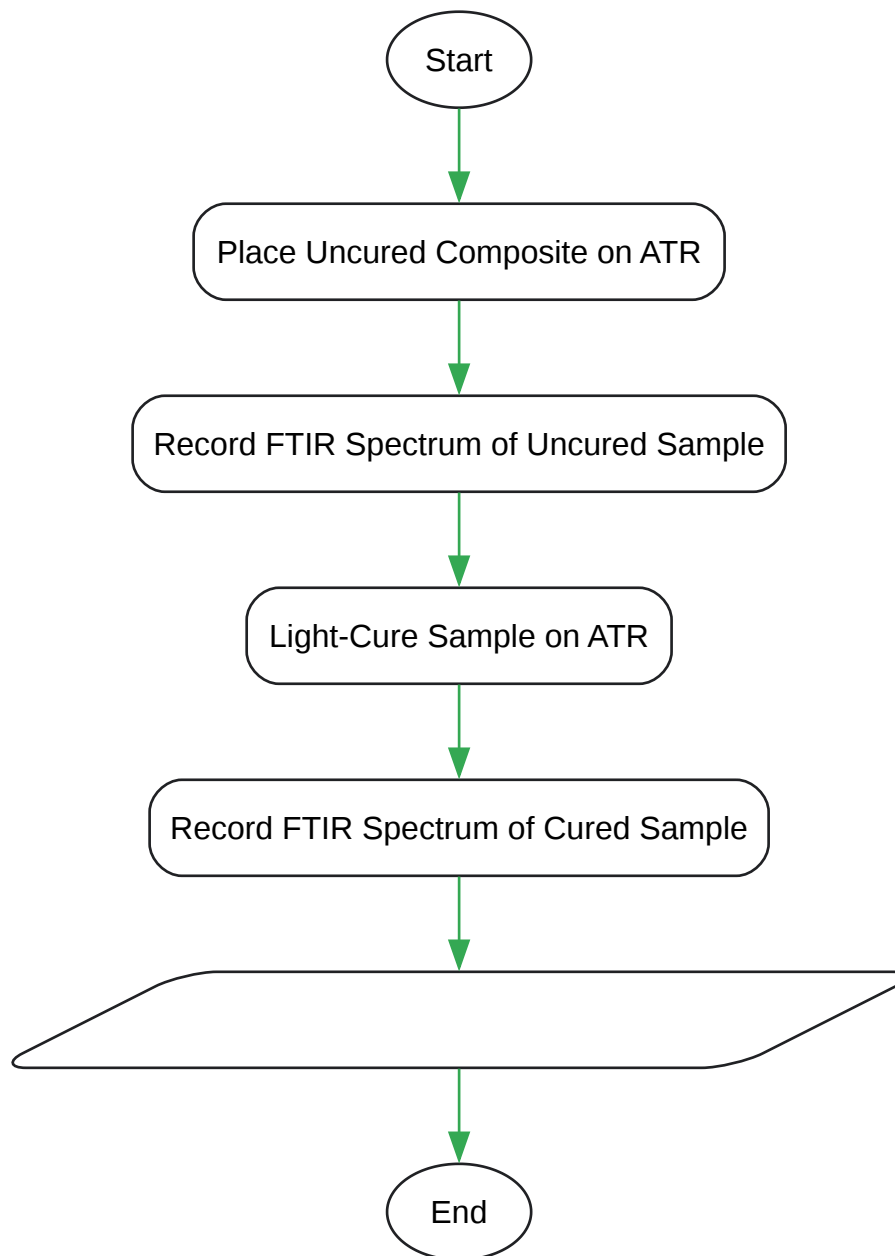 Start
Place Uncured Composite on ATR
Record FTIR Spectrum of Uncured Sample
Light-Cure Sample on ATR
Record FTIR Spectrum of Cured Sample
End